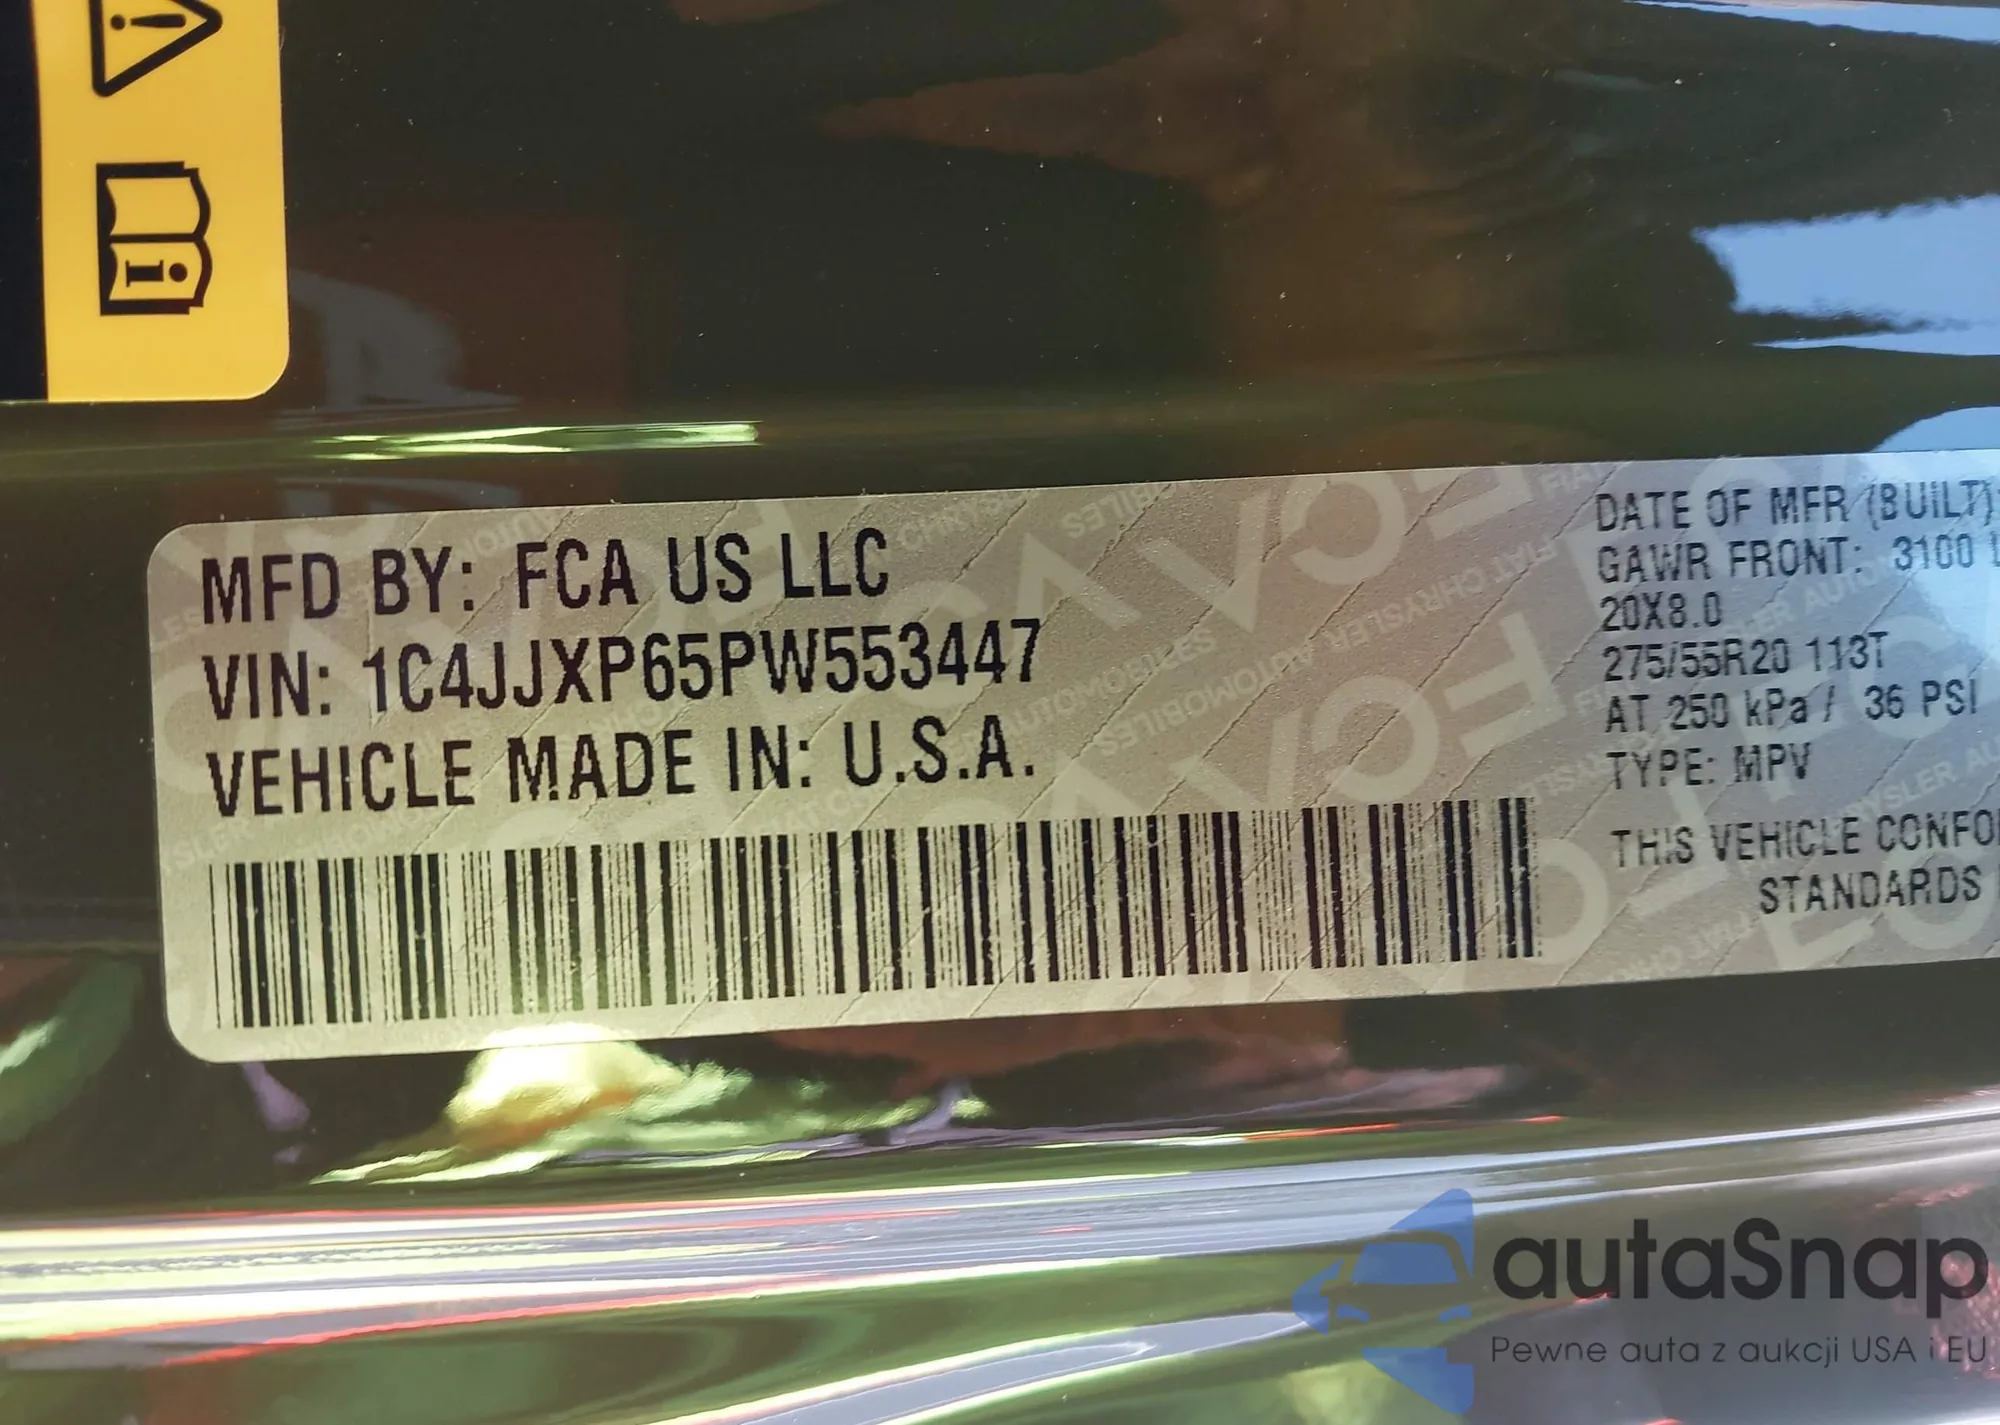 MFD BY: FCA US LLC
VIN: 1C4JJXP65PW553447
VEHICLE MADE IN: U.S.A.
DATE OF MFR (BUILT):
GAWR FRONT: 3100
20X8.0
275/55R20 113T
AT 250 kPa / 36 PSI
TYPE: MPV
THIS VEHICLE
STANDARDS
autaSnap
Pewne auta z aukcji USA i EU